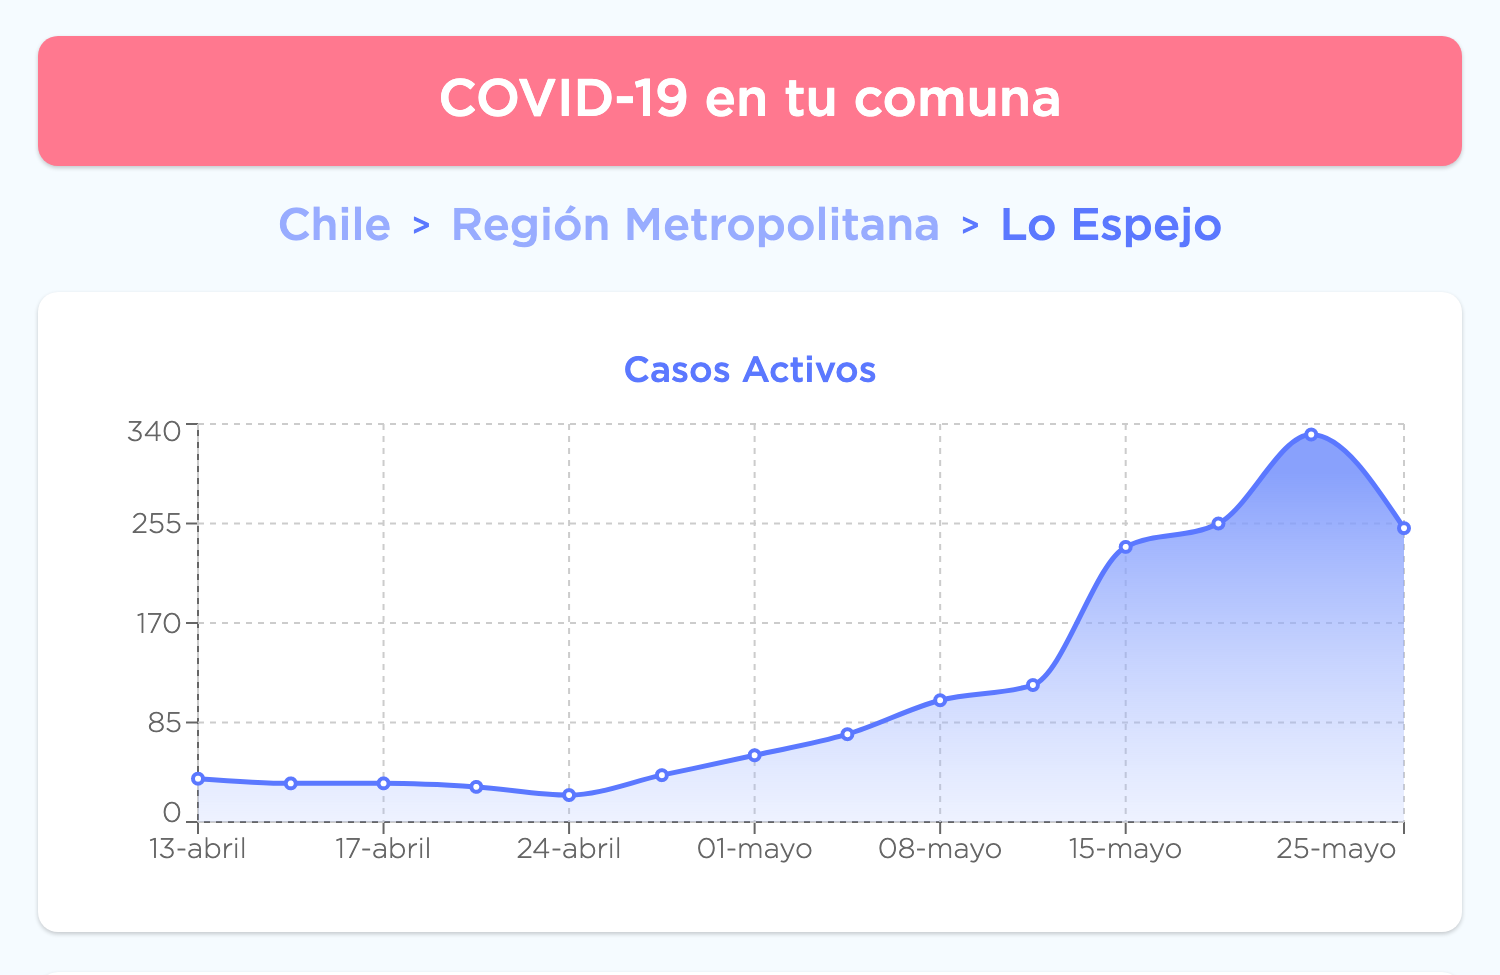 COVID-19 en tu comuna
Chile > Región Metropolitana > Lo Espejo
Casos Activos
340
255
170
85
0
13-abril 17-abril 24-abril 01-mayo 08-mayo 15-mayo 25-mayo